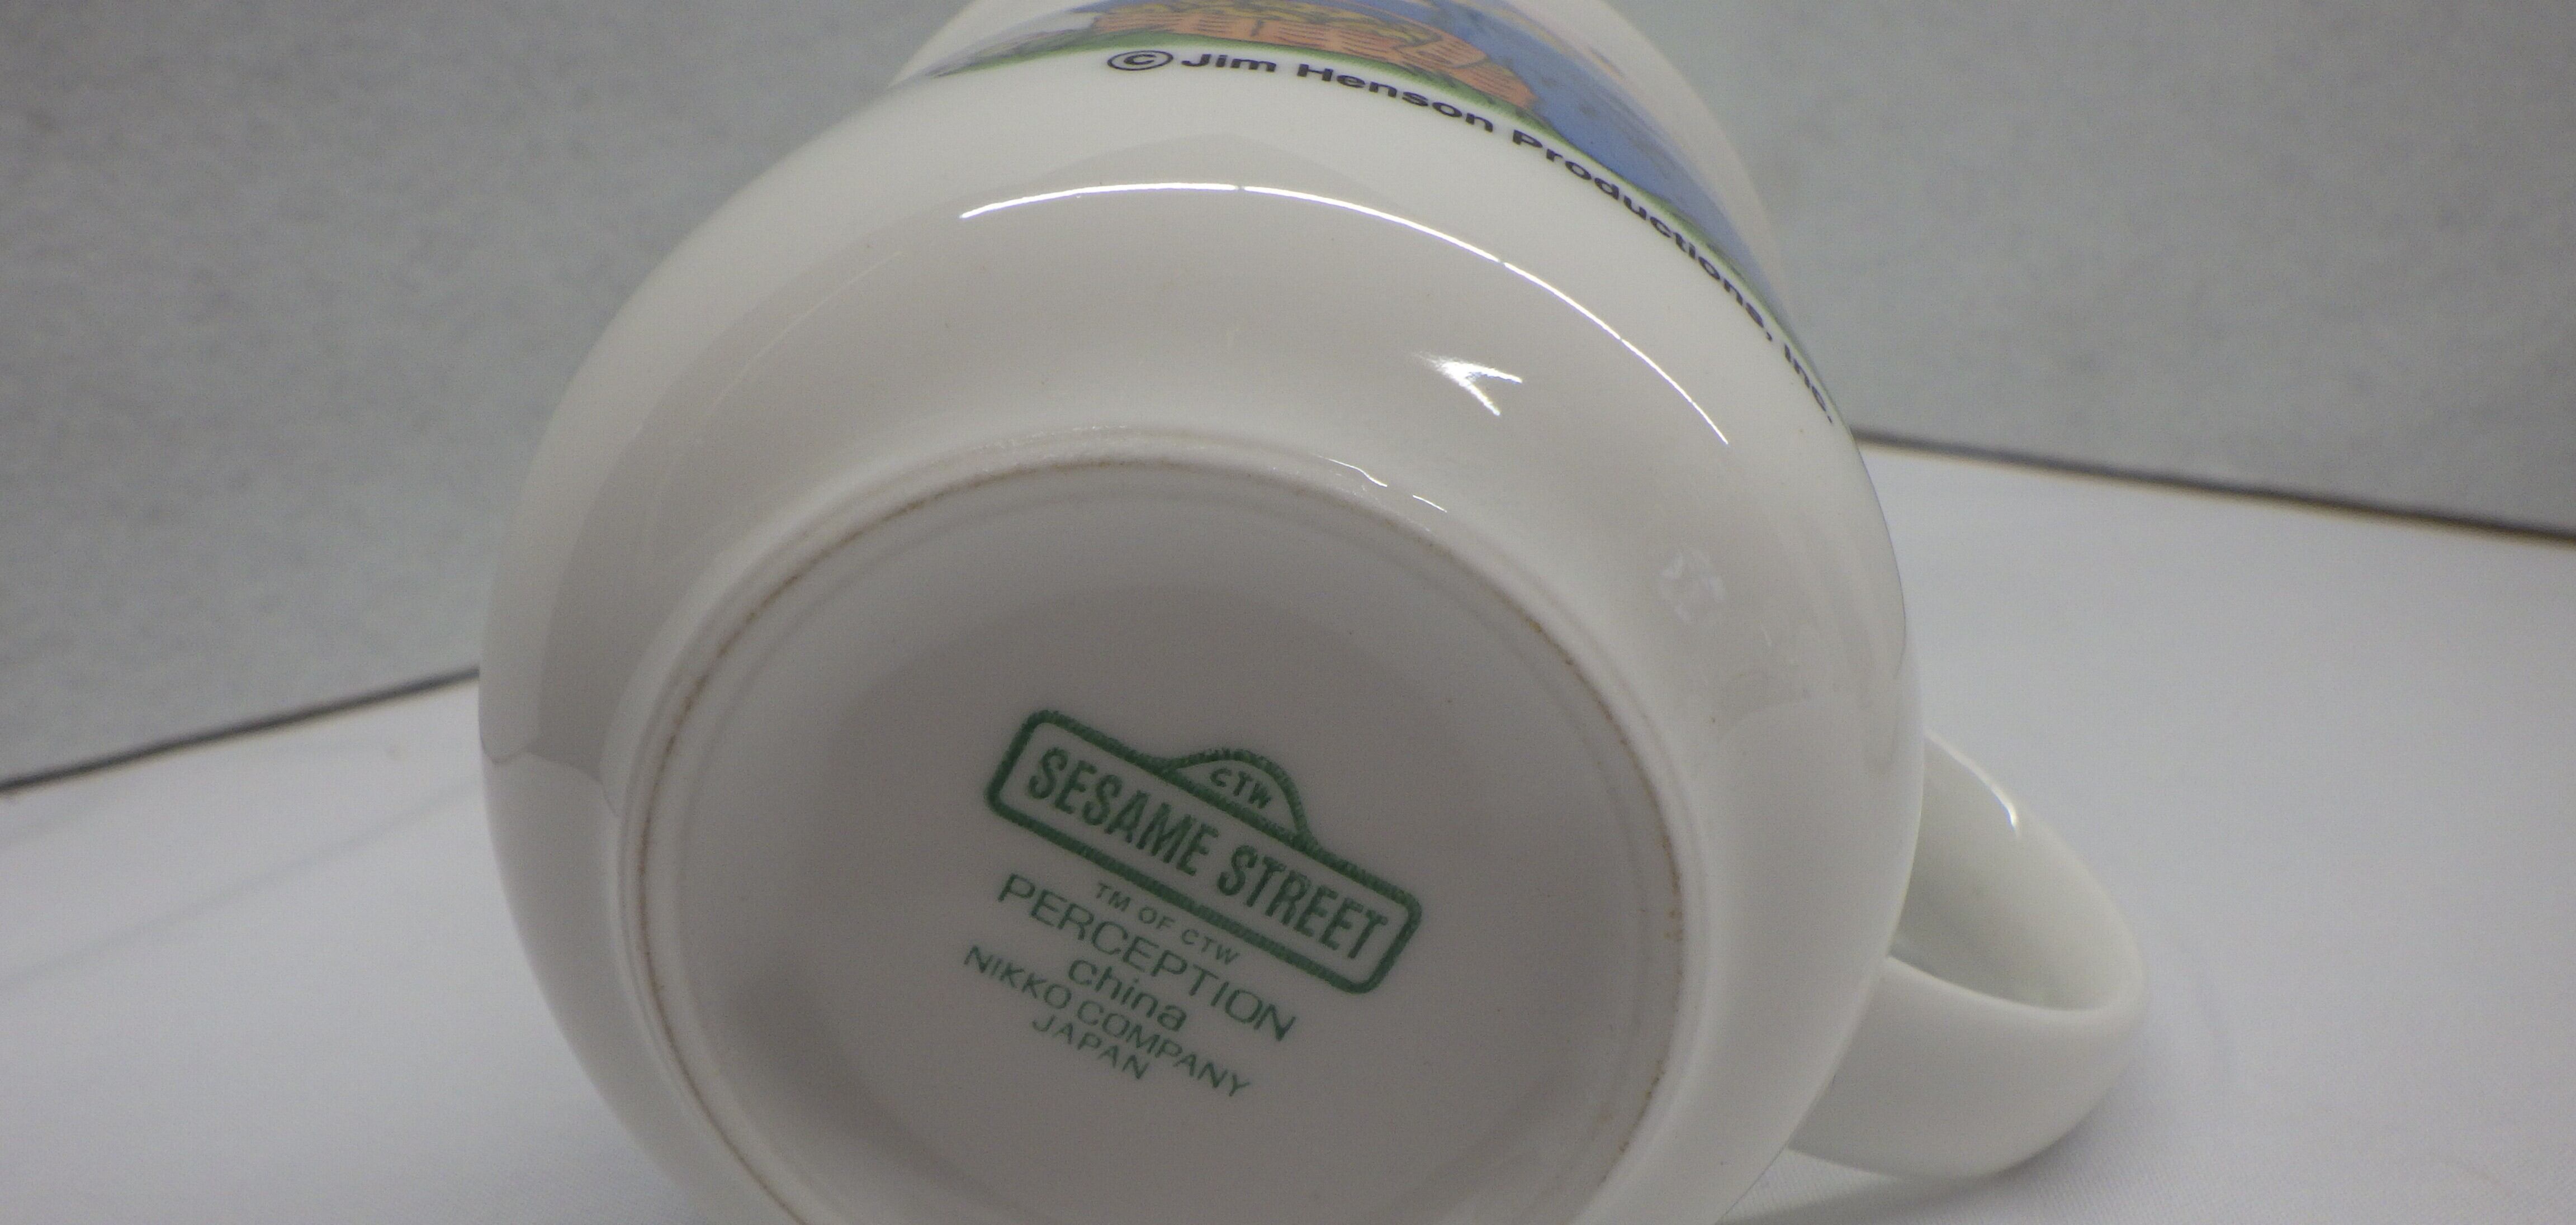 © Jim Henson Productions, Inc.
CTW
SESAME STREET
TM OF CTW
PERCEPTION
china
NIKKO COMPANY
JAPAN